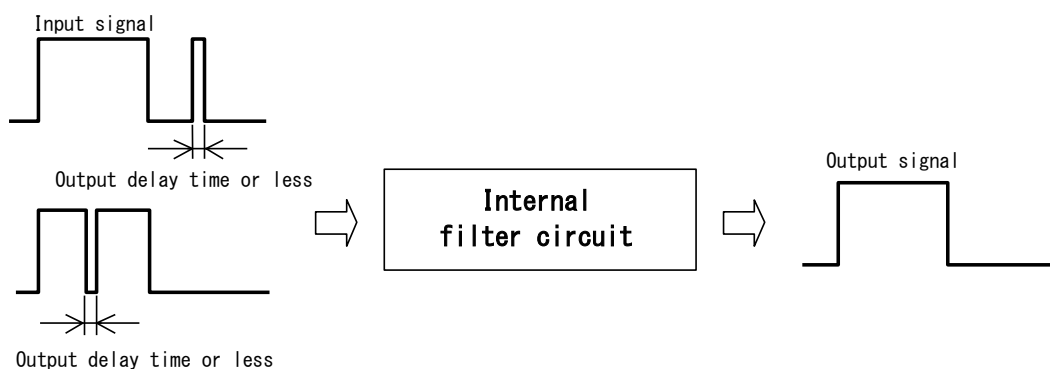 Input signal
Output delay time or less
Output delay time or less
Internal
filter circuit
Output signal